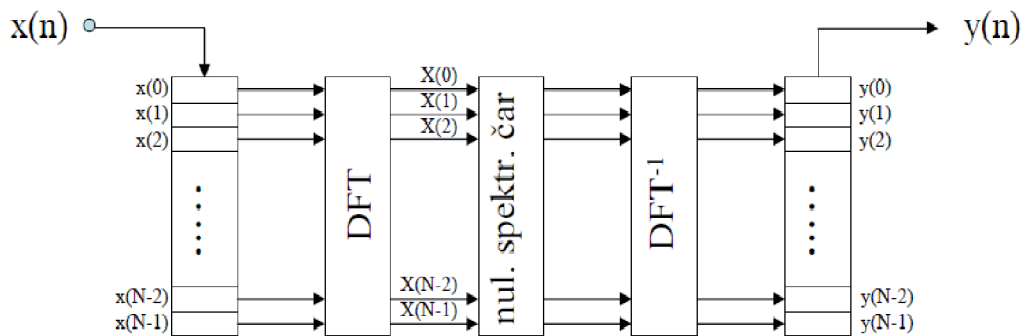 x(n)
y(n)
x(0)
x(1)
x(2)
.....
x(N-2)
x(N-1)
DFT
X(0)
X(1)
X(2)
X(N-2)
X(N-1)
nul. spektr. čar
DFT⁻¹
.....
y(0)
y(1)
y(2)
y(N-2)
y(N-1)